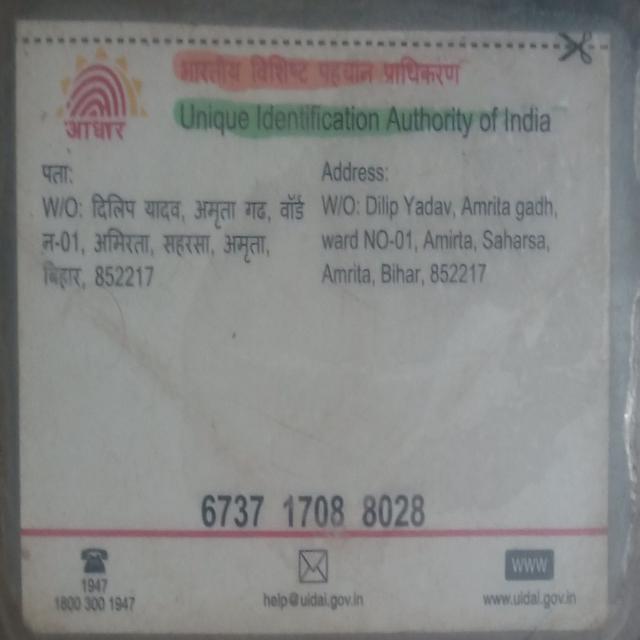 भारतीय विशिष्ट पहचान प्राधिकरण
आधार
Unique Identification Authority of India
पता:
W/O: दिलिप यादव, अमृता गढ, वॉर्ड
न-01, अमिरता, सहरसा, अमृता,
बिहार, 852217
Address:
W/O: Dilip Yadav, Amrita gadh,
ward NO-01, Amirta, Saharsa,
Amrita, Bihar, 852217
6737 1708 8028
1947
1800 300 1947
help@uidai.gov.in
www
www.uidai.gov.in